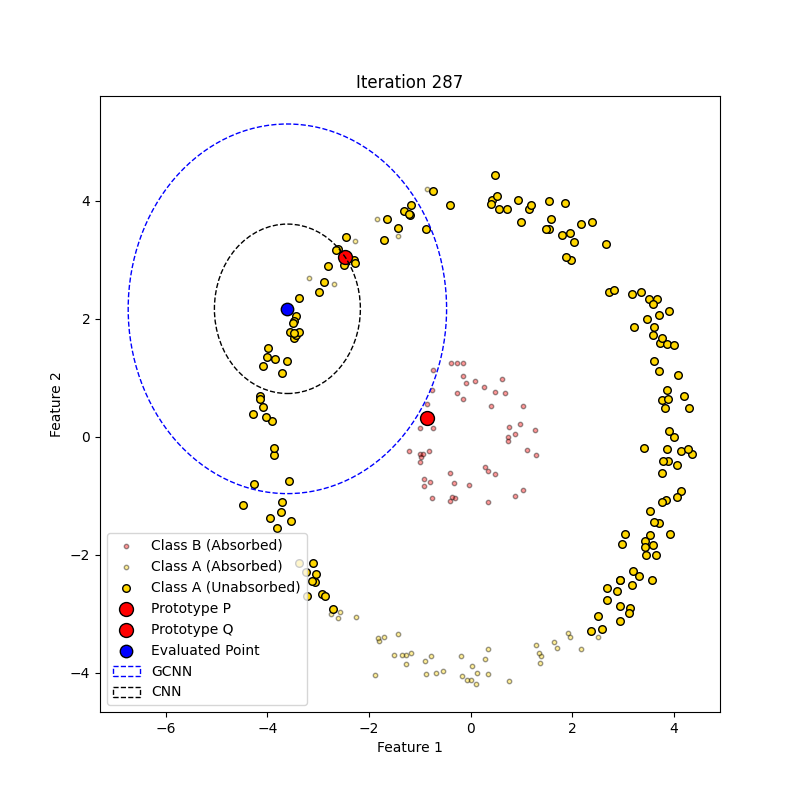 Iteration 287
Feature 2
4
2
0
−2
−4
Class B (Absorbed)
Class A (Absorbed)
Class A (Unabsorbed)
Prototype P
Prototype Q
Evaluated Point
GCNN
CNN
−6 −4 −2 0 2 4
Feature 1